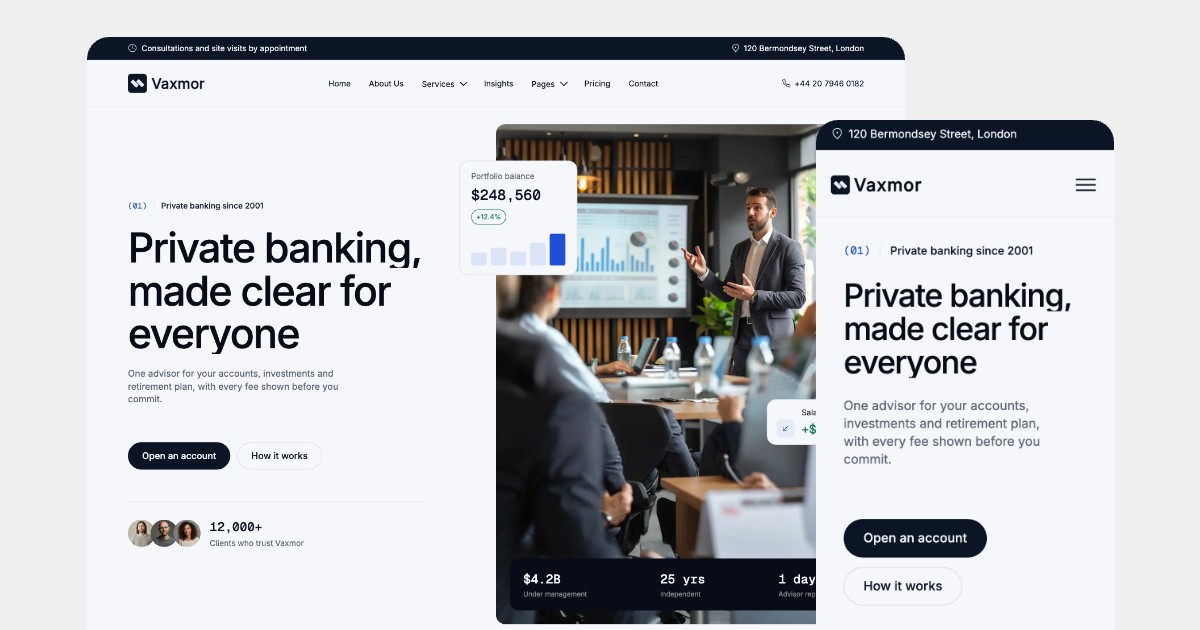 Consultations and site visits by appointment
120 Bermondsey Street, London
Vaxmor
Home
About Us
Services
Insights
Pages
Pricing
Contact
+44 20 7946 0182
(01)
Private banking since 2001
Private banking,
made clear for
everyone
One advisor for your accounts, investments and
retirement plan, with every fee shown before you
commit.
Open an account
How it works
12,000+
Clients who trust Vaxmor
Portfolio balance
$248,560
+12.4%
+$
$4.2B
Under management
25 yrs
Independent
1 day
Advisor
120 Bermondsey Street, London
Vaxmor
(01)
Private banking since 2001
Private banking,
made clear for
everyone
One advisor for your accounts,
investments and retirement plan,
with every fee shown before you
commit.
Open an account
How it works